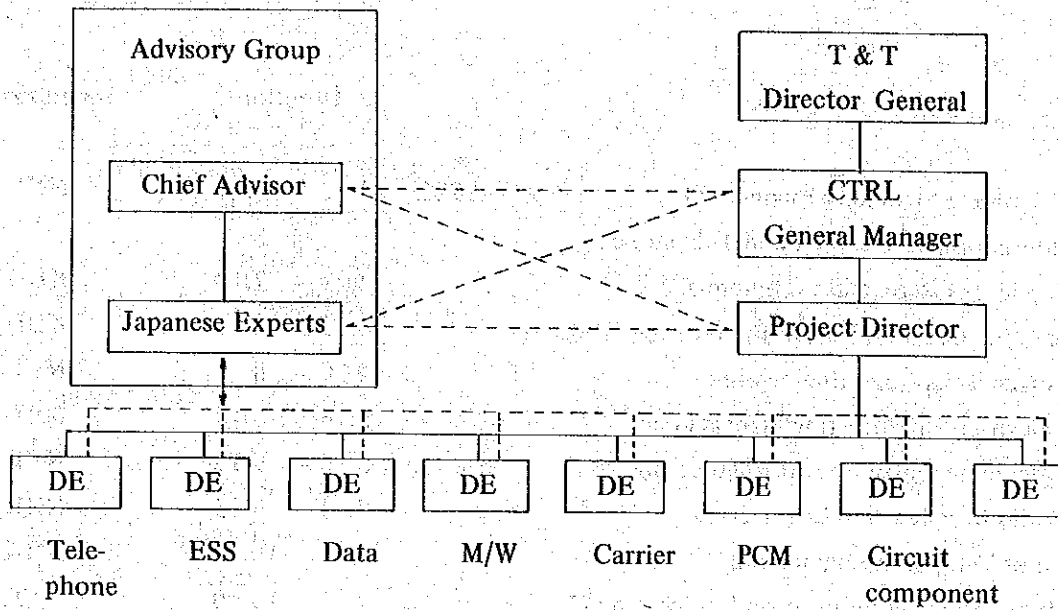 Advisory Group
Chief Advisor
Japanese Experts
T & T
Director General
CTRL
General Manager
Project Director
DE
DE
DE
DE
DE
DE
DE
DE
Tele-
phone
ESS
Data
M/W
Carrier
PCM
Circuit
component